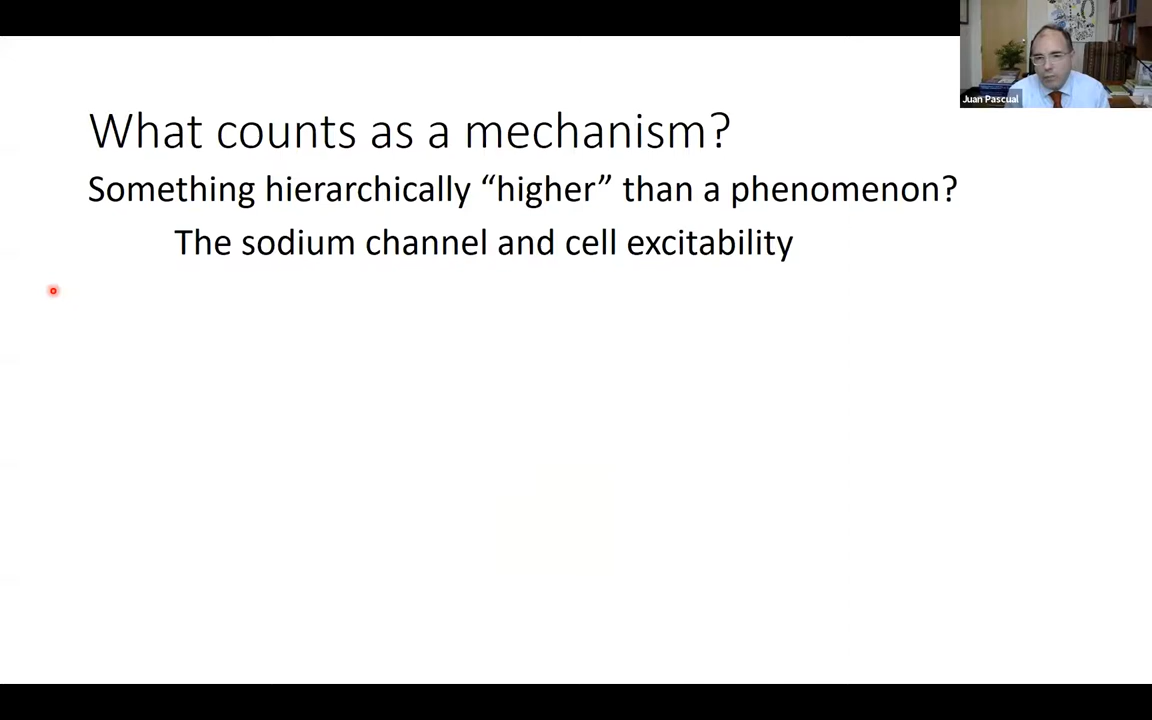 Juan Pascual
What counts as a mechanism?
Something hierarchically “higher” than a phenomenon?
The sodium channel and cell excitability